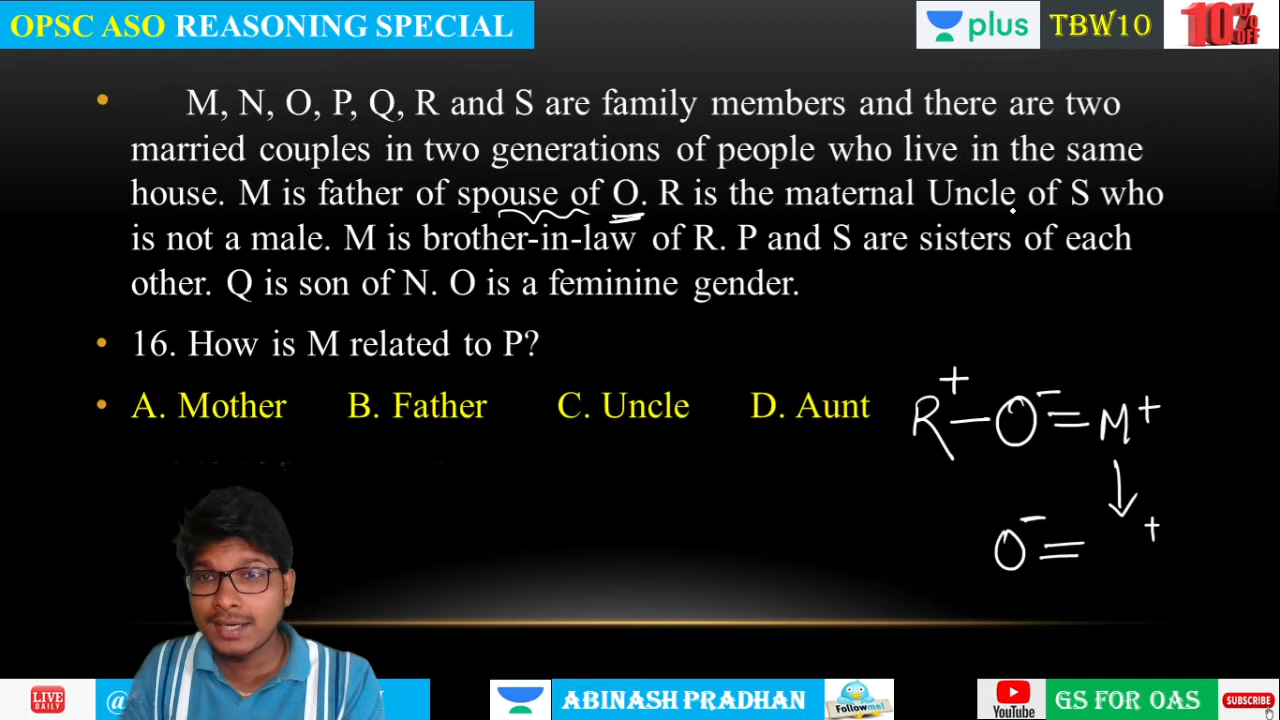 OPSC ASO REASONING SPECIAL
plus
TBW10
10% OFF
M, N, O, P, Q, R and S are family members and there are two
married couples in two generations of people who live in the same
house. M is father of spouse of O. R is the maternal Uncle of S who
is not a male. M is brother-in-law of R. P and S are sisters of each
other. Q is son of N. O is a feminine gender.
16. How is M related to P?
A. Mother B. Father C. Uncle D. Aunt
+
R - O⁻ = M +
+
O⁻ =
LIVE
DAILY
@
ABINASH PRADHAN
Follow me!
YouTube
GS FOR OAS
SUBSCRIBE